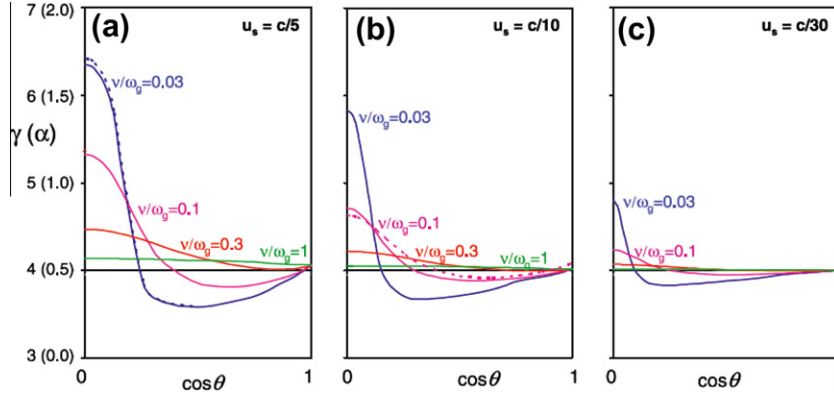 7 (2.0)
(a)
u_s = c/5
(b)
u_s = c/10
(c)
u_s = c/30
6 (1.5)
ν/ω_g=0.03
ν/ω_g=0.03
γ (α)
5 (1.0)
ν/ω_g=0.1
ν/ω_g=0.03
ν/ω_g=0.3
ν/ω_g=1
ν/ω_g=0.1
ν/ω_g=0.3
ν/ω_g=1
ν/ω_g=0.1
4 (0.5)
3 (0.0)
0
cosθ
1
0
cosθ
1
0
cosθ